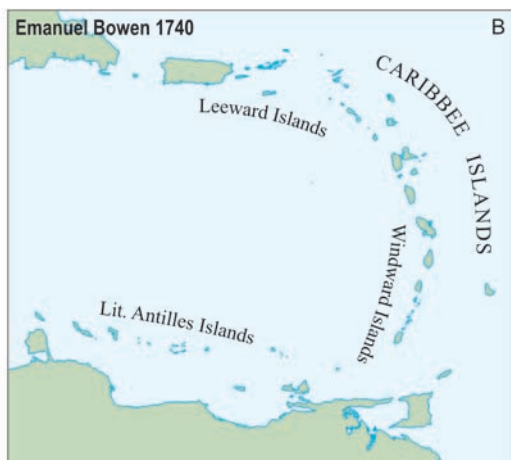 Emanuel Bowen 1740
B
CARIBBEE ISLANDS
Leeward Islands
Windward Islands
Lit. Antilles Islands